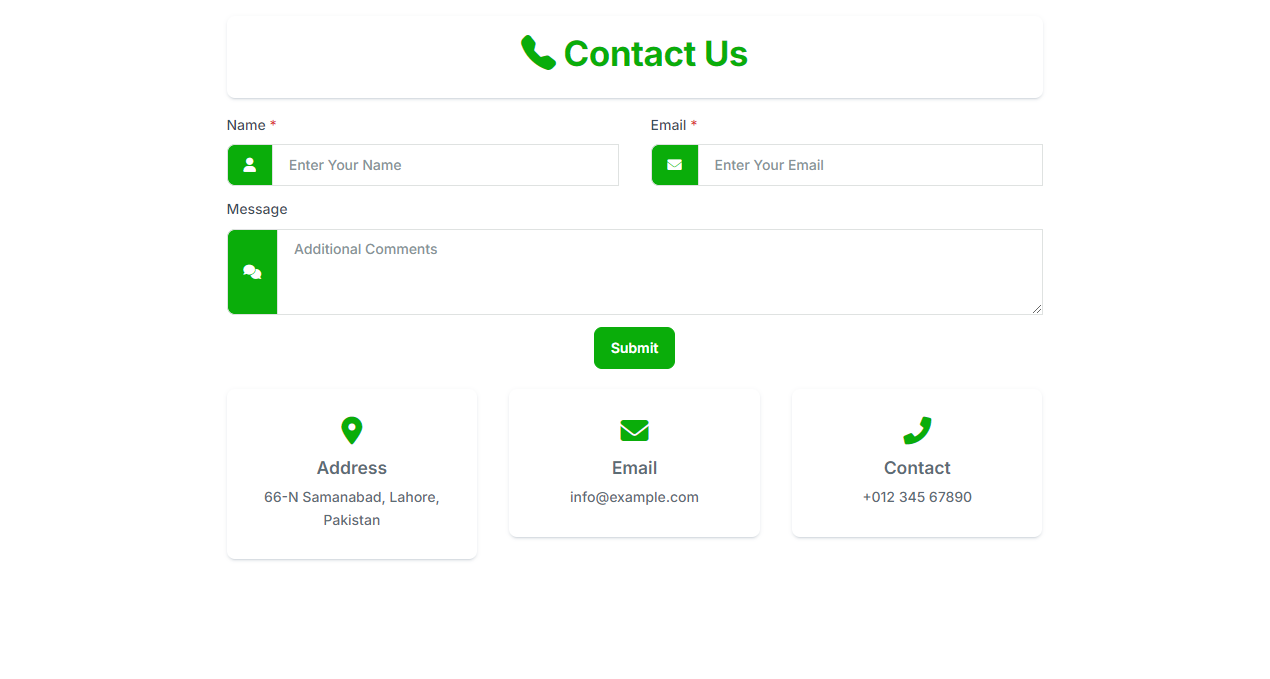 Contact Us
Name *
Email *
Enter Your Name
Enter Your Email
Message
Additional Comments
Submit
Address
66-N Samanabad, Lahore,
Pakistan
Email
info@example.com
Contact
+012 345 67890